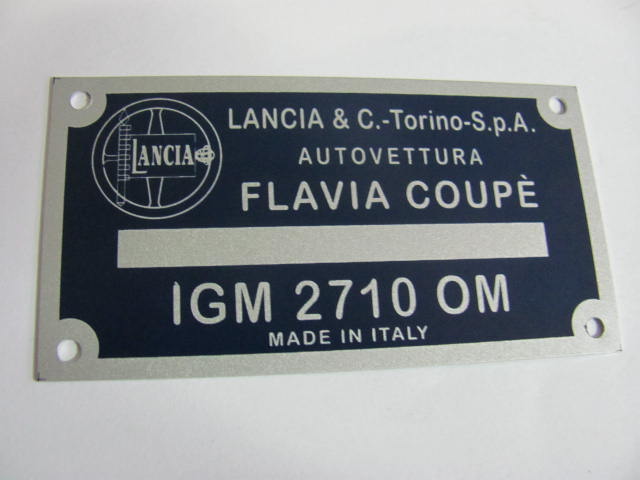 LANCIA
LANCIA & C.-Torino-S.p.A.
AUTOVETTURA
FLAVIA COUPÈ
IGM 2710 OM
MADE IN ITALY